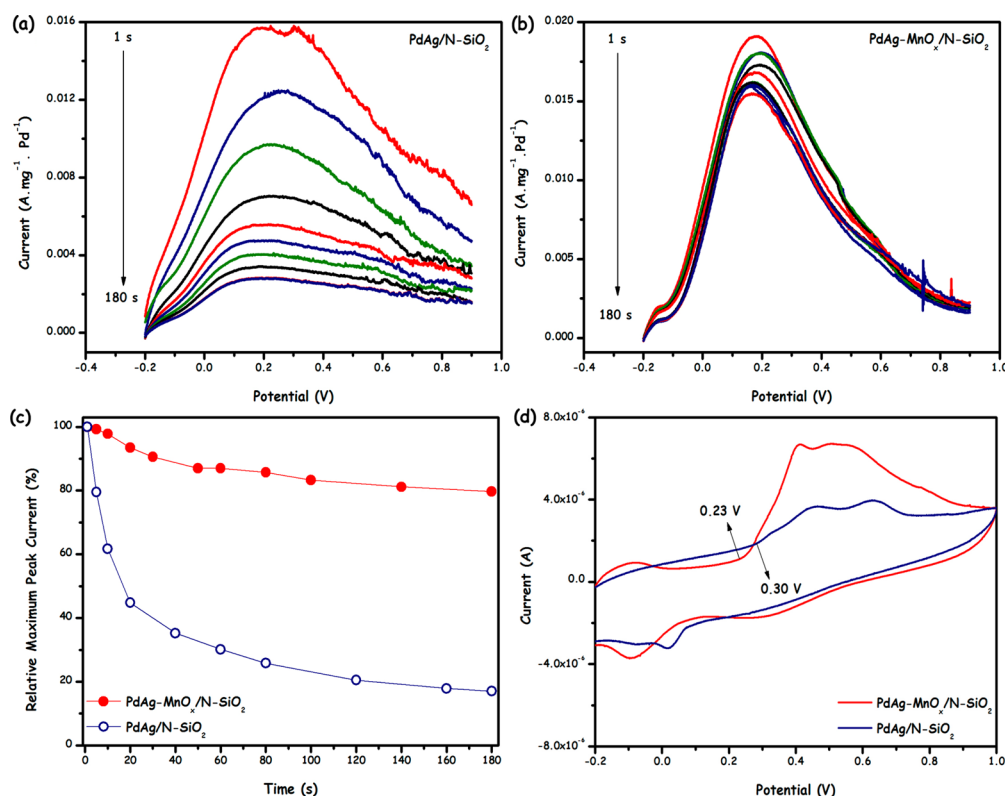 (a)
PdAg/N-SiO₂
1 s
180 s
Current (A.mg⁻¹. Pd⁻¹)
0.016
0.012
0.008
0.004
0.000
-0.4 -0.2 0.0 0.2 0.4 0.6 0.8 1.0
Potential (V)
(b)
PdAg-MnOₓ/N-SiO₂
1 s
180 s
Current (A.mg⁻¹. Pd⁻¹)
0.020
0.015
0.010
0.005
0.000
-0.4 -0.2 0.0 0.2 0.4 0.6 0.8 1.0
Potential (V)
(c)
Relative Maximum Peak Current (%)
100
80
60
40
20
0
PdAg-MnOₓ/N-SiO₂
PdAg/N-SiO₂
0 20 40 60 80 100 120 140 160 180
Time (s)
(d)
Current (A)
8.0x10⁻⁶
4.0x10⁻⁶
0.0
-4.0x10⁻⁶
-8.0x10⁻⁶
0.23 V
0.30 V
PdAg-MnOₓ/N-SiO₂
PdAg/N-SiO₂
-0.2 0.0 0.2 0.4 0.6 0.8 1.0
Potential (V)